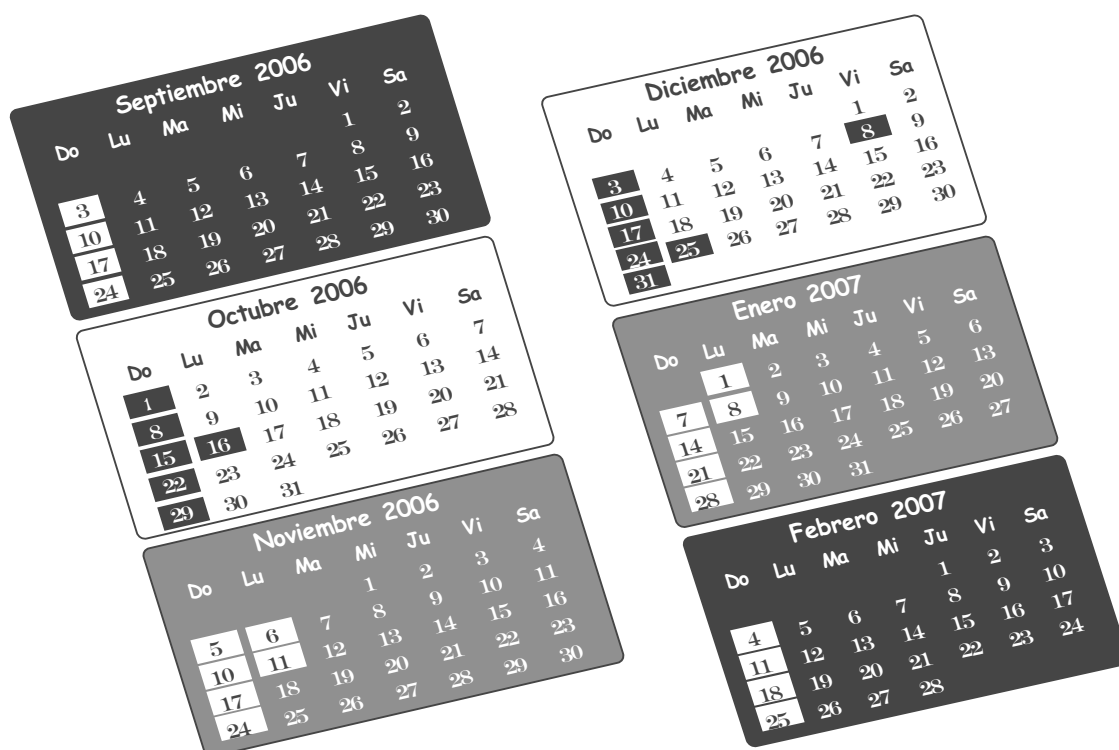 Septiembre 2006
Do Lu Ma Mi Ju Vi Sa
1 2
3 4 5 6 7 8 9
10 11 12 13 14 15 16
17 18 19 20 21 22 23
24 25 26 27 28 29 30
Octubre 2006
Do Lu Ma Mi Ju Vi Sa
1 2 3 4 5 6 7
8 9 10 11 12 13 14
15 16 17 18 19 20 21
22 23 24 25 26 27 28
29 30 31
Noviembre 2006
Do Lu Ma Mi Ju Vi Sa
1 2 3 4
5 6 7 8 9 10 11
10 11 12 13 14 15 16
17 18 19 20 21 22 23
24 25 26 27 28 29 30
Diciembre 2006
Do Lu Ma Mi Ju Vi Sa
1 2
3 4 5 6 7 8 9
10 11 12 13 14 15 16
17 18 19 20 21 22 23
24 25 26 27 28 29 30
31
Enero 2007
Do Lu Ma Mi Ju Vi Sa
1 2 3 4 5 6
7 8 9 10 11 12 13
14 15 16 17 18 19 20
21 22 23 24 25 26 27
28 29 30 31
Febrero 2007
Do Lu Ma Mi Ju Vi Sa
1 2 3
4 5 6 7 8 9 10
11 12 13 14 15 16 17
18 19 20 21 22 23 24
25 26 27 28